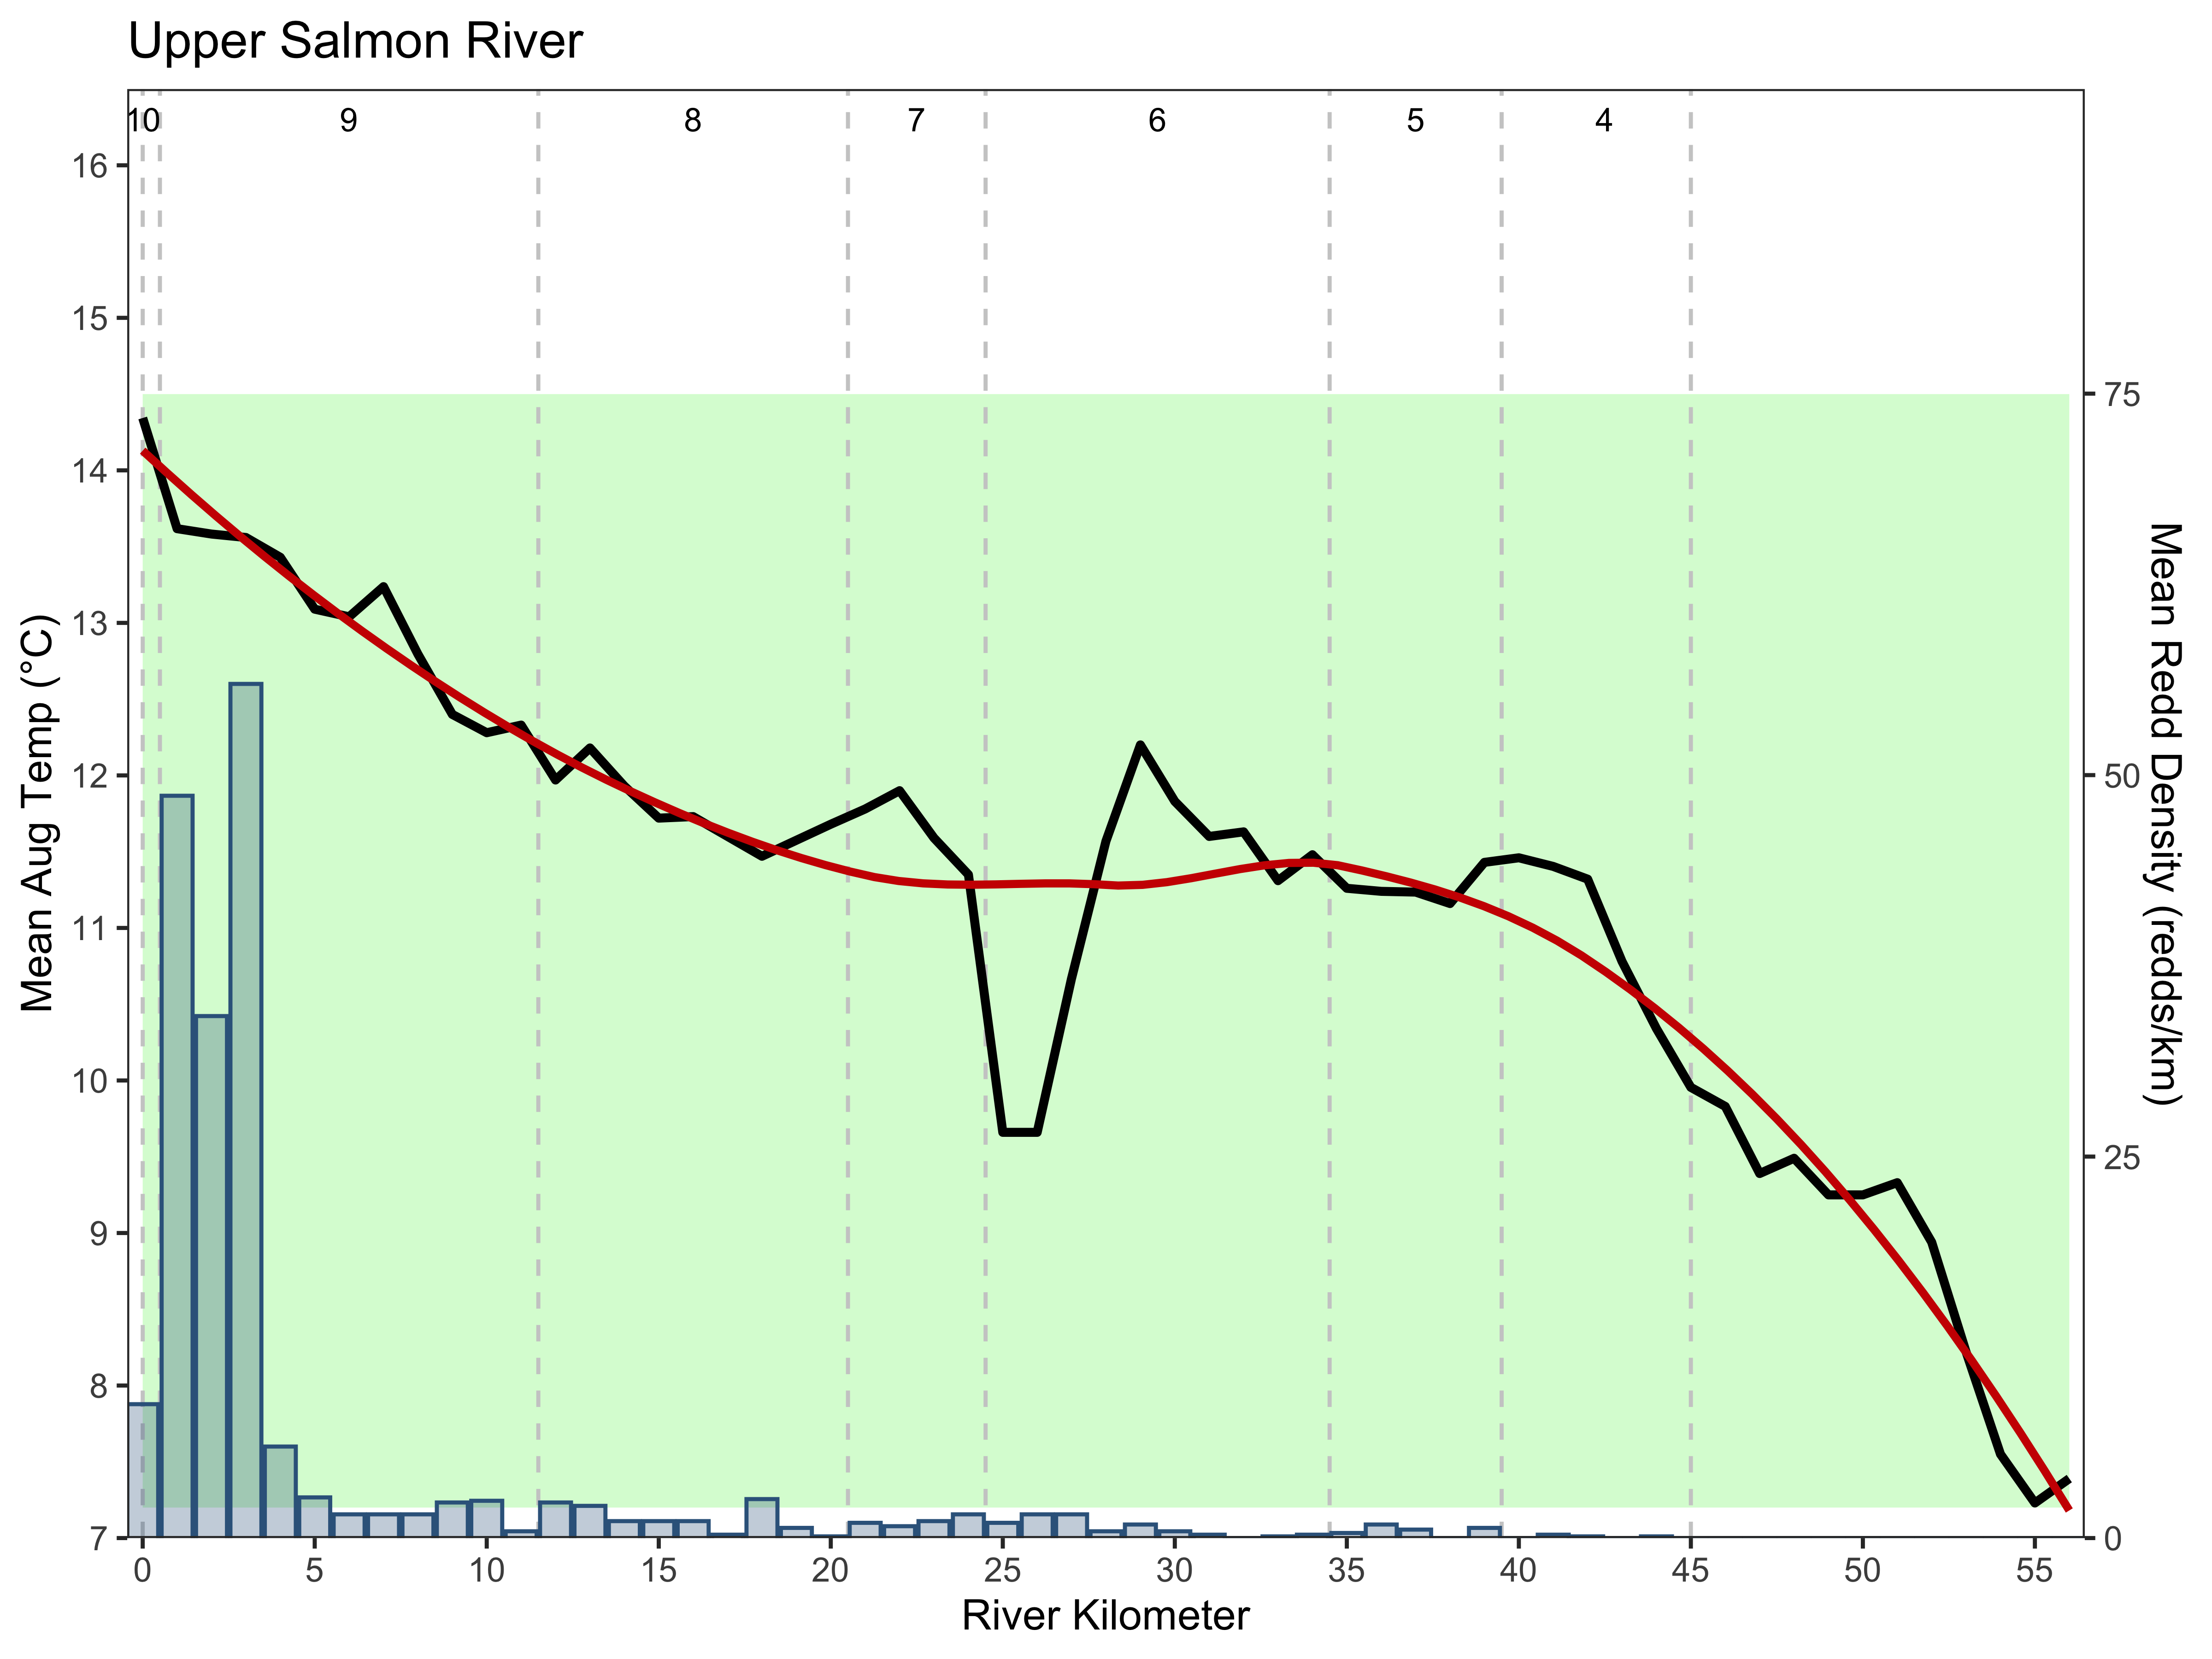 Upper Salmon River
10 9 8 7 6 5 4
16
15
14
13
12
11
10
9
8
7
Mean Aug Temp (°C)
75
50
25
0
Mean Redd Density (redds/km)
0 5 10 15 20 25 30 35 40 45 50 55
River Kilometer